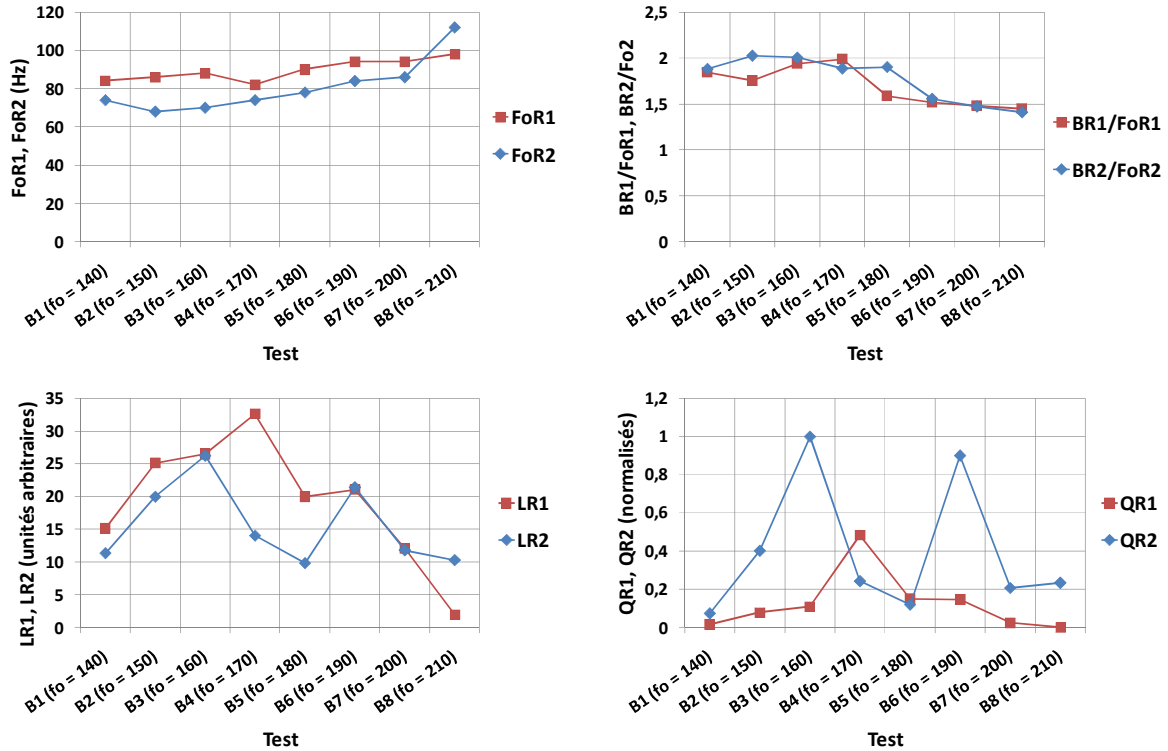 FoR1, FoR2 (Hz)
120
100
80
60
40
20
0
B1 (fo = 140)
B2 (fo = 150)
B3 (fo = 160)
B4 (fo = 170)
B5 (fo = 180)
B6 (fo = 190)
B7 (fo = 200)
B8 (fo = 210)
Test
FoR1
FoR2
BR1/FoR1, BR2/Fo2
2,5
2
1,5
1
0,5
0
B1 (fo = 140)
B2 (fo = 150)
B3 (fo = 160)
B4 (fo = 170)
B5 (fo = 180)
B6 (fo = 190)
B7 (fo = 200)
B8 (fo = 210)
Test
BR1/FoR1
BR2/FoR2
LR1, LR2 (unités arbitraires)
35
30
25
20
15
10
5
0
B1 (fo = 140)
B2 (fo = 150)
B3 (fo = 160)
B4 (fo = 170)
B5 (fo = 180)
B6 (fo = 190)
B7 (fo = 200)
B8 (fo = 210)
Test
LR1
LR2
QR1, QR2 (normalisés)
1,2
1
0,8
0,6
0,4
0,2
0
B1 (fo = 140)
B2 (fo = 150)
B3 (fo = 160)
B4 (fo = 170)
B5 (fo = 180)
B6 (fo = 190)
B7 (fo = 200)
B8 (fo = 210)
Test
QR1
QR2